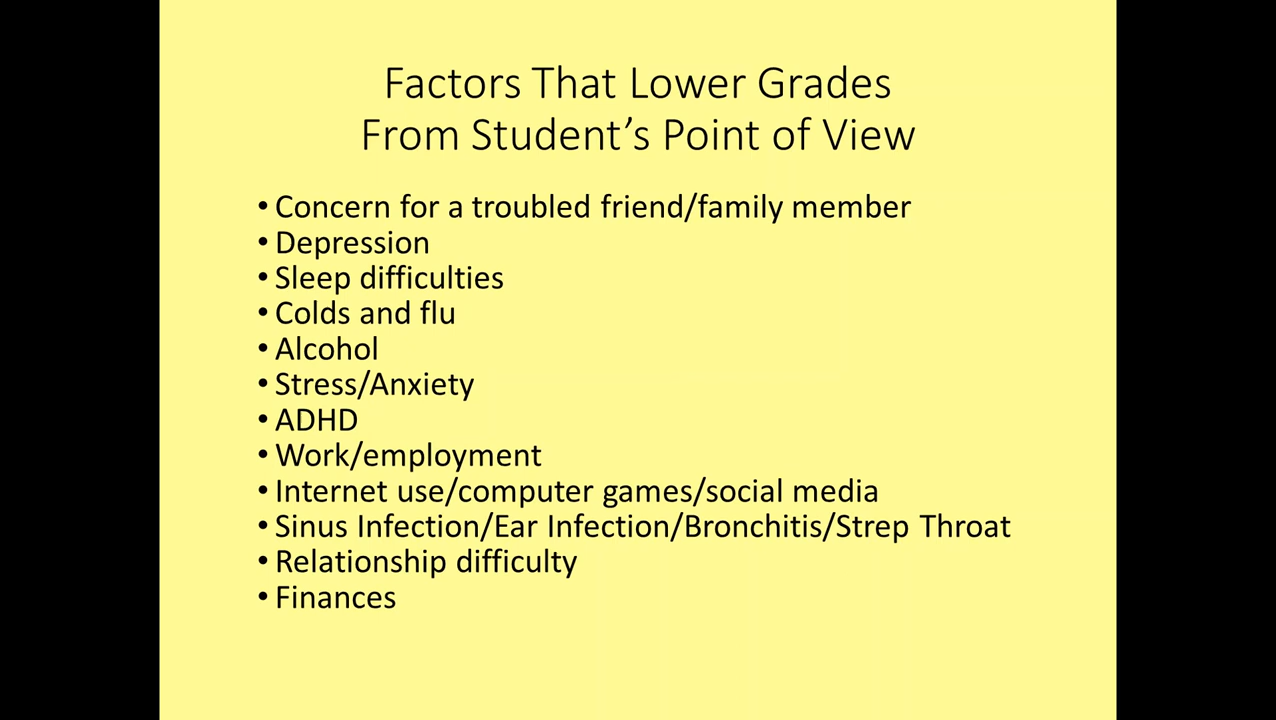 Factors That Lower Grades
From Student’s Point of View
• Concern for a troubled friend/family member
• Depression
• Sleep difficulties
• Colds and flu
• Alcohol
• Stress/Anxiety
• ADHD
• Work/employment
• Internet use/computer games/social media
• Sinus Infection/Ear Infection/Bronchitis/Strep Throat
• Relationship difficulty
• Finances